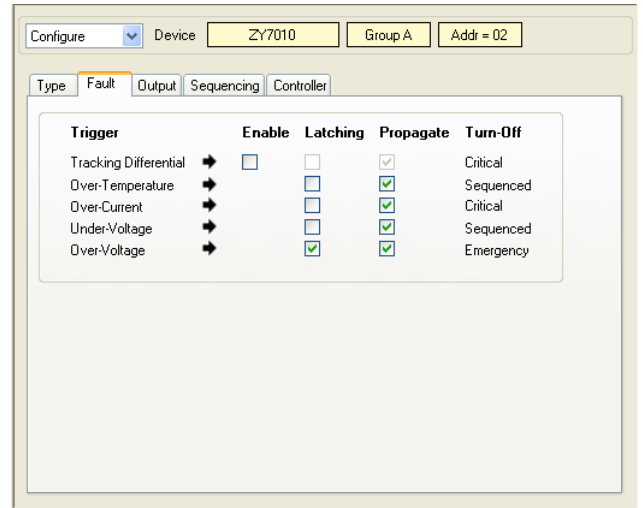 Configure Device ZY7010 Group A Addr = 02
Type Fault Output Sequencing Controller
Trigger Enable Latching Propagate Turn-Off
Tracking Differential Critical
Over-Temperature Sequenced
Over-Current Critical
Under-Voltage Sequenced
Over-Voltage Emergency